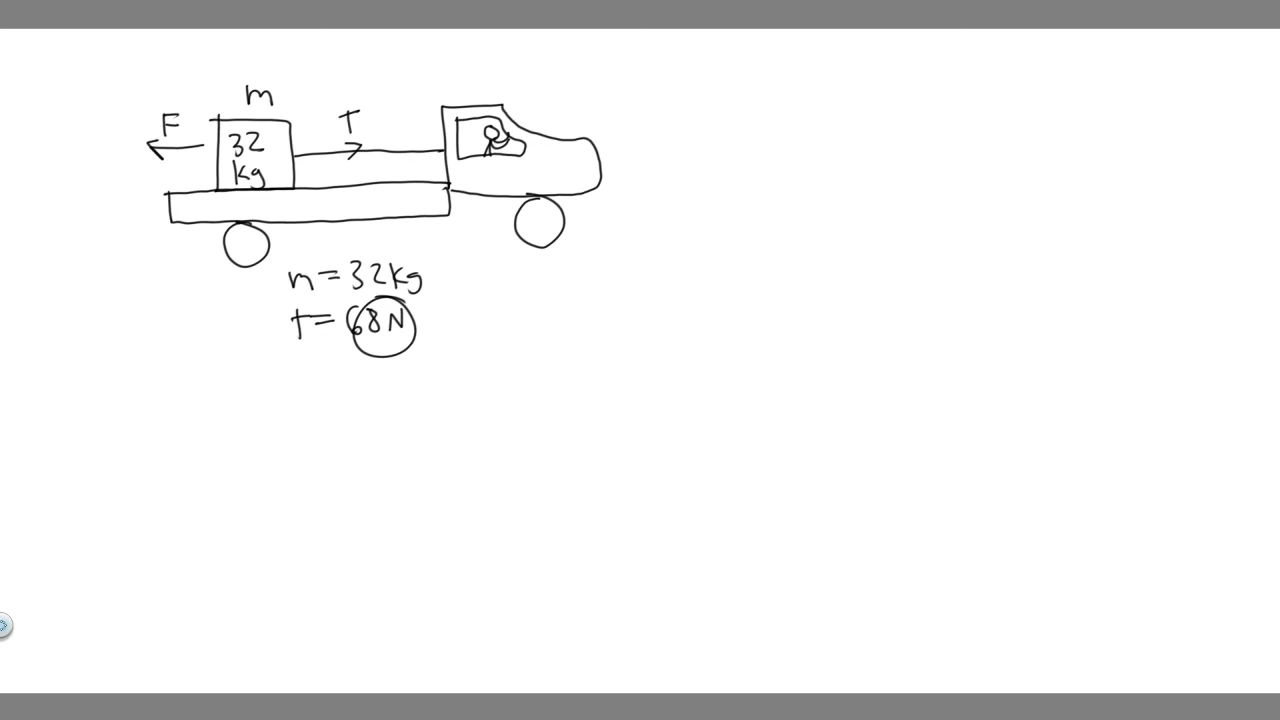 m
F
T
32
kg
m = 32kg
T = 68N